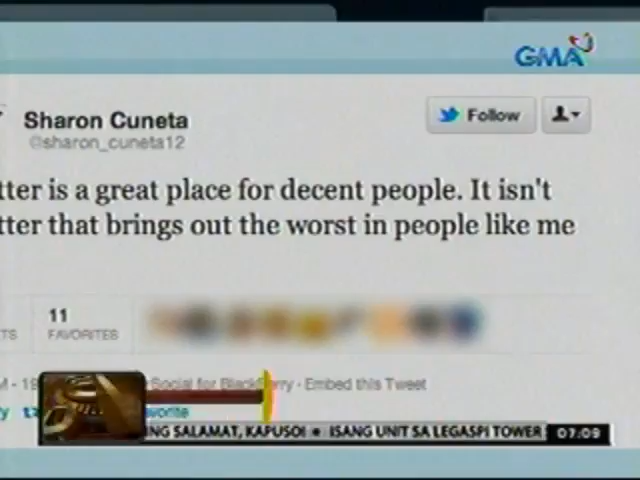 GMA
Sharon Cuneta
@sharon_cuneta12
Follow
tter is a great place for decent people. It isn't
tter that brings out the worst in people like me
11
TS
FAVORITES
Social for BlackBerry · Embed this Tweet
avorite
NG SALAMAT, KAPUSO! ISANG UNIT SA LEGASPI TOWER
07:09